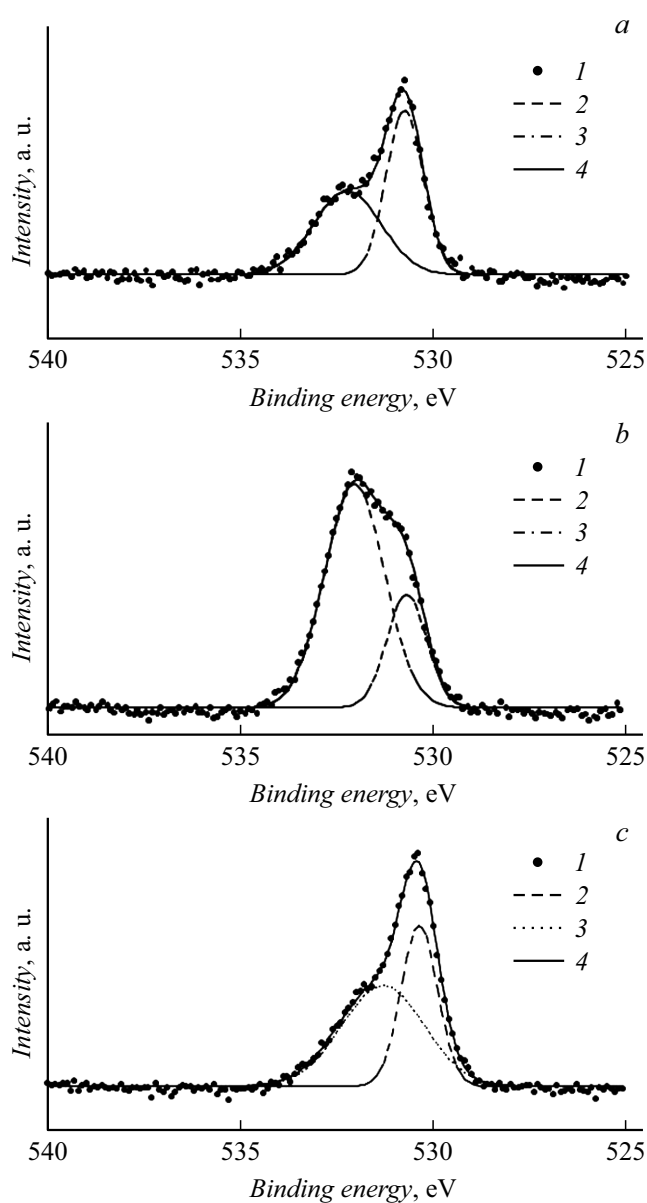 a
1
2
3
4
Intensity, a. u.
540 535 530 525
Binding energy, eV
b
1
2
3
4
Intensity, a. u.
540 535 530 525
Binding energy, eV
c
1
2
3
4
Intensity, a. u.
540 535 530 525
Binding energy, eV